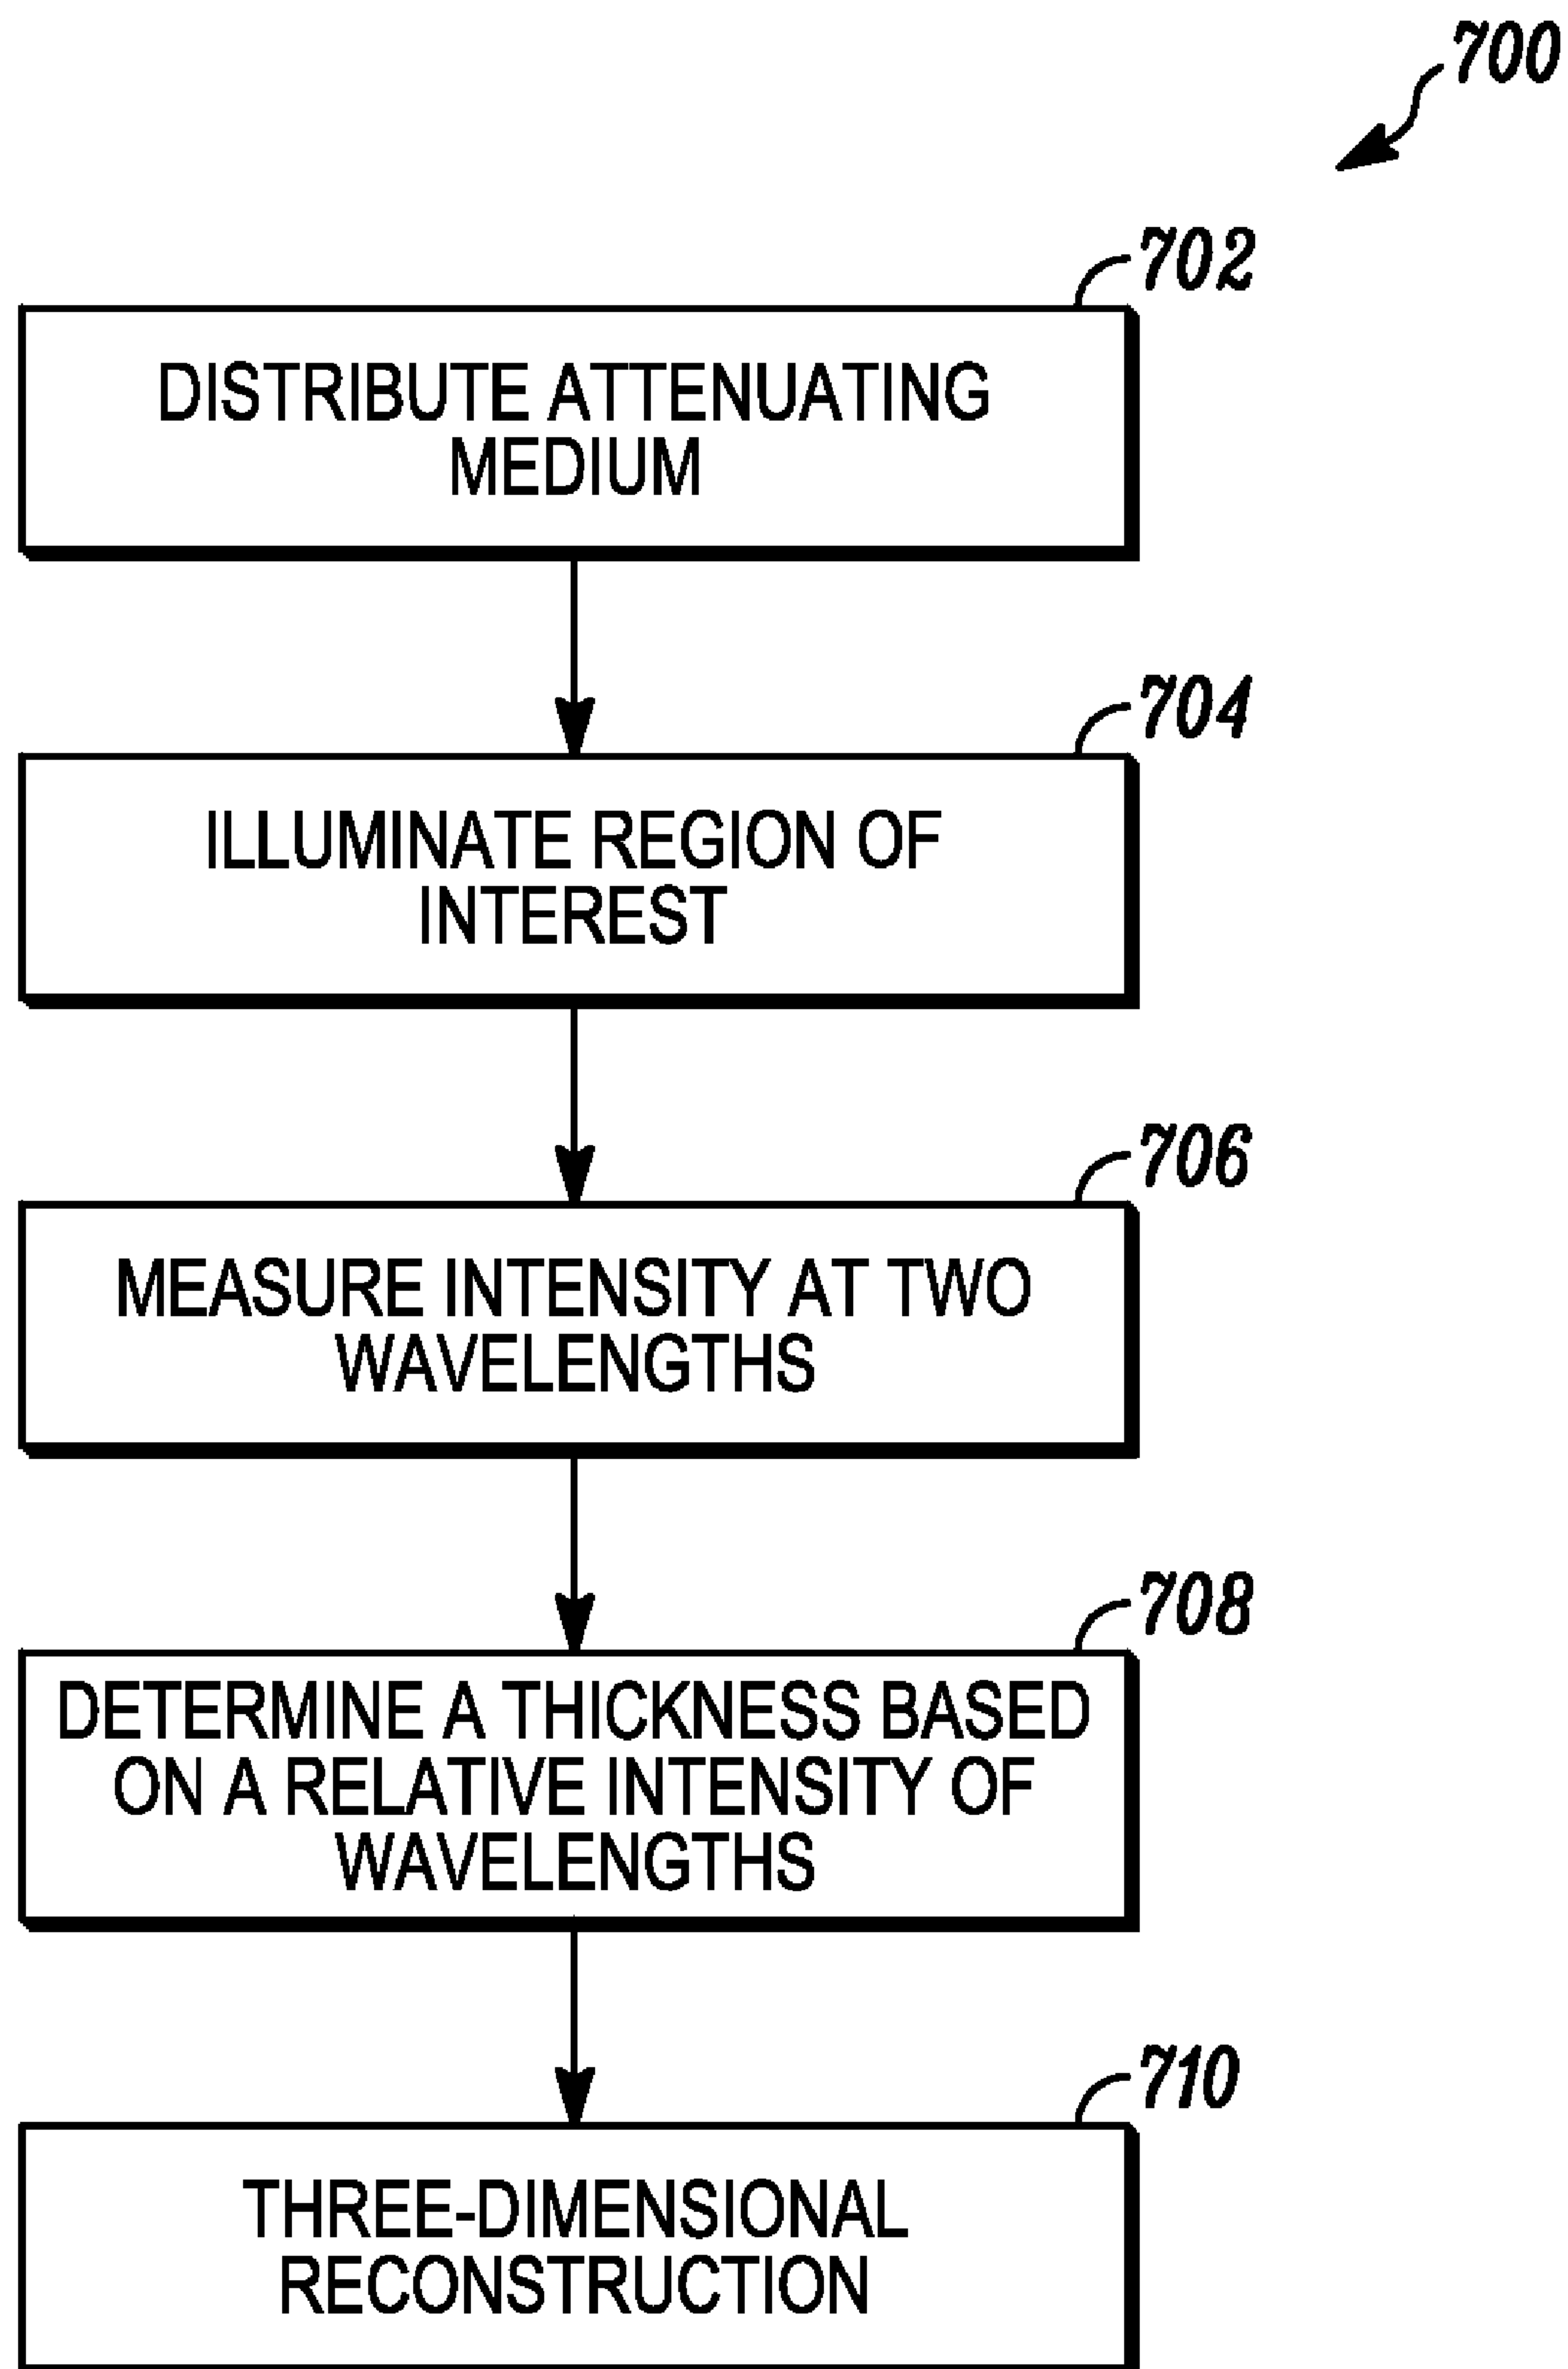 700
702
DISTRIBUTE ATTENUATING
MEDIUM
704
ILLUMINATE REGION OF
INTEREST
706
MEASURE INTENSITY AT TWO
WAVELENGTHS
708
DETERMINE A THICKNESS BASED
ON A RELATIVE INTENSITY OF
WAVELENGTHS
710
THREE-DIMENSIONAL
RECONSTRUCTION